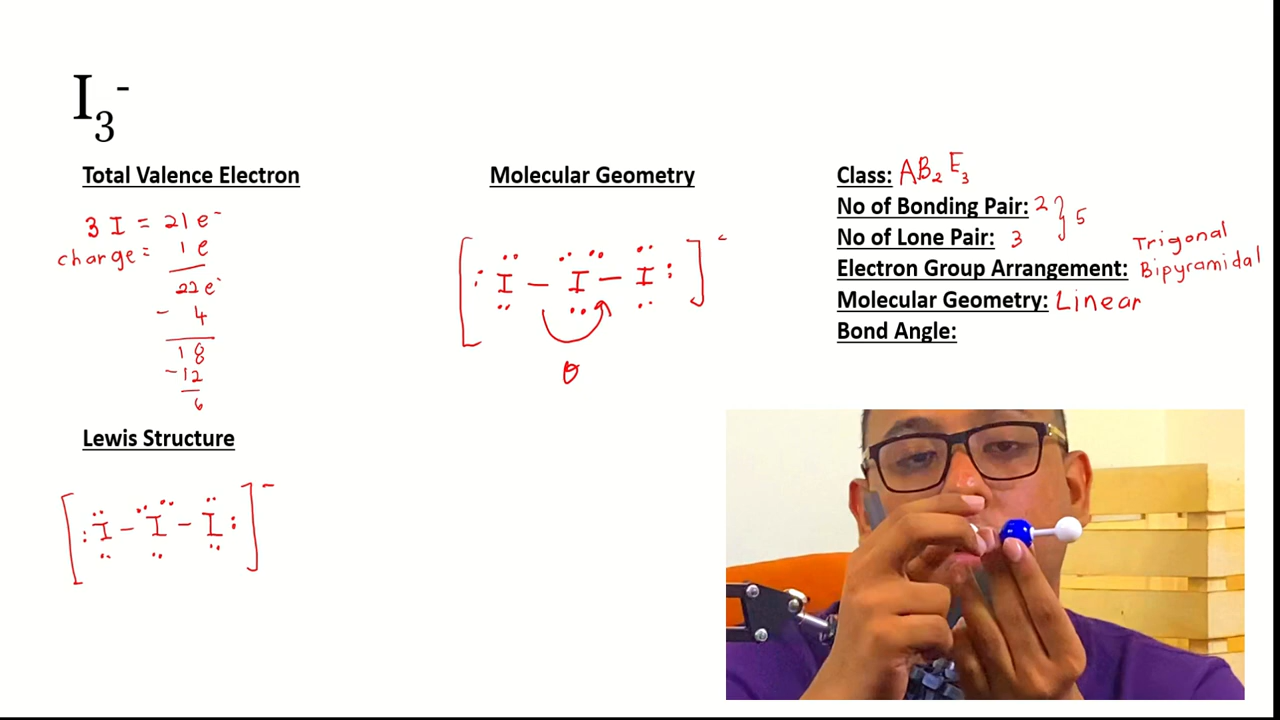 I₃⁻
Total Valence Electron
3 I = 21 e⁻
charge = 1 e
22 e⁻
- 4
18
-12
6
Lewis Structure
[:I - I - I:]⁻
Molecular Geometry
[:I - I - I:]⁻
θ
Class: AB₂E₃
No of Bonding Pair: 2 } 5
No of Lone Pair: 3
Electron Group Arrangement: Trigonal Bipyramidal
Molecular Geometry: Linear
Bond Angle: